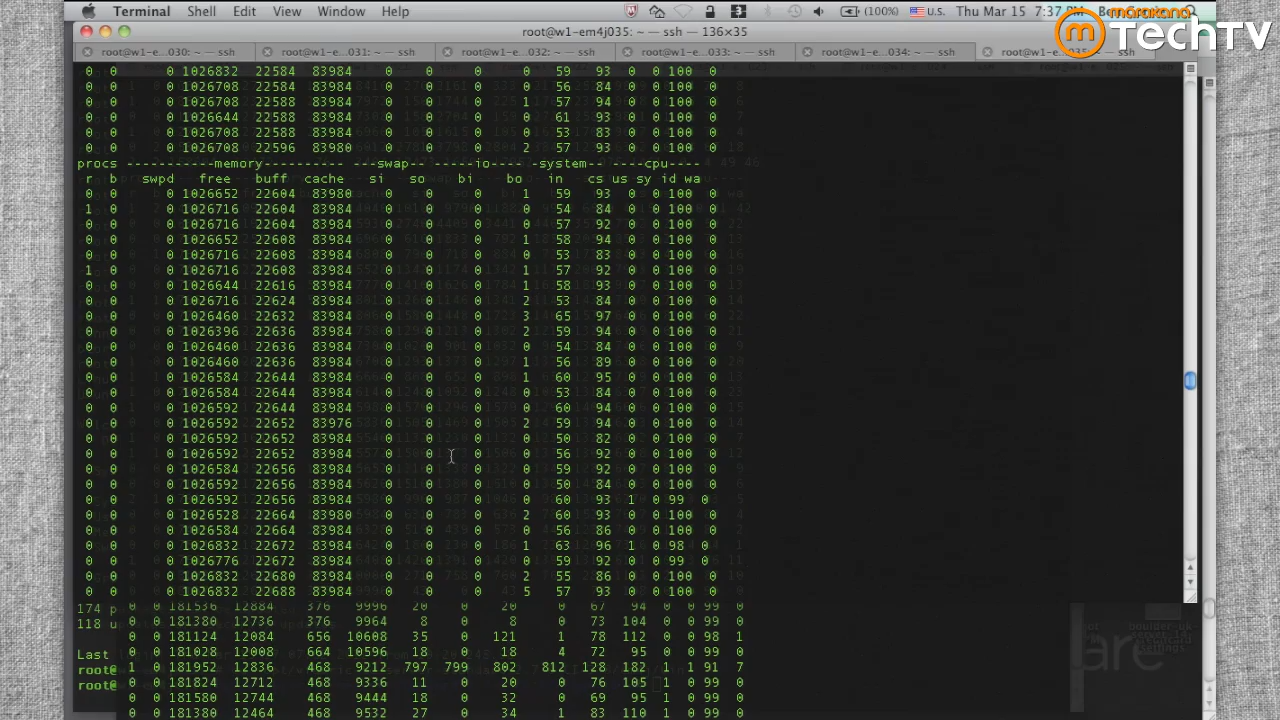 Terminal Shell Edit View Window Help (100%) U.S. Thu Mar 15 7:37 PM
marakana
TechTV
root@w1-em4j035: ~ — ssh — 136×35
root@w1-e...030: ~ — ssh root@w1-e...031: ~ — ssh root@w1-e...032: ~ — ssh root@w1-e...033: ~ — ssh root@w1-e...034: ~ — ssh
0 0 0 1026832 22584 83984 0 0 0 0 59 93 0 0 100 0
0 0 0 1026708 22584 83984 0 0 0 0 56 84 0 0 100 0
0 0 0 1026708 22588 83984 0 0 0 1 57 94 0 0 100 0
0 0 0 1026644 22588 83984 0 0 0 0 61 93 0 0 100 0
0 0 0 1026708 22588 83984 0 0 0 0 53 83 0 0 100 0
0 0 0 1026708 22596 83980 0 0 0 2 57 93 0 0 100 0
procs -----------memory---------- ---swap-- -----io---- --system-- ----cpu----
r b swpd free buff cache si so bi bo in cs us sy id wa
0 0 0 1026652 22604 83984 0 0 0 1 59 93 0 0 100 0
1 0 0 1026716 22604 83984 0 0 0 0 54 84 0 0 100 0
0 0 0 1026716 22604 83984 0 0 0 0 57 92 0 0 100 0
0 0 0 1026652 22608 83984 0 0 0 1 58 94 0 0 100 0
0 0 0 1026716 22608 83984 0 0 0 0 53 83 0 0 100 0
1 0 0 1026716 22608 83984 0 0 0 1 57 92 0 0 100 0
0 0 0 1026644 22616 83984 0 0 0 1 58 93 0 0 100 0
0 0 0 1026716 22624 83984 0 0 0 2 53 84 0 0 100 0
0 0 0 1026460 22632 83984 0 0 0 3 65 97 0 0 100 0
0 0 0 1026396 22636 83984 0 0 0 2 59 94 0 0 100 0
0 0 0 1026460 22636 83984 0 0 0 1 54 84 0 0 100 0
0 0 0 1026460 22636 83984 0 0 0 1 56 89 0 0 100 0
0 0 0 1026584 22644 83984 0 0 0 1 60 95 0 0 100 0
0 0 0 1026584 22644 83984 0 0 0 1 53 84 0 0 100 0
0 0 0 1026592 22652 83984 0 0 0 0 60 94 0 0 100 0
0 0 0 1026592 22652 83976 0 0 0 2 59 94 0 0 100 0
0 0 0 1026592 22652 83984 0 0 0 0 50 82 0 0 100 0
0 0 0 1026592 22652 83984 0 0 0 0 56 92 0 0 100 0
0 0 0 1026584 22656 83984 0 0 0 1 59 92 0 0 100 0
0 0 0 1026592 22656 83984 0 0 0 0 50 84 0 0 100 0
0 0 0 1026592 22656 83984 0 0 0 0 60 93 1 0 99 0
0 0 0 1026528 22664 83980 0 0 0 2 60 93 0 0 100 0
0 0 0 1026584 22664 83984 0 0 0 1 56 86 0 0 100 0
0 0 0 1026832 22672 83984 0 0 0 1 63 96 1 0 98 0
0 0 0 1026776 22672 83984 0 0 0 0 59 91 0 0 99 0
0 0 0 1026832 22680 83984 0 0 0 2 55 86 0 0 100 0
0 0 0 1026832 22688 83984 0 0 0 5 57 91 0 0 100 0
174 p 0 0 181536 12884 376 9996 20 0 20 0 67 94 0 0 99 0
118 u 0 0 181380 12736 376 9964 8 0 8 0 73 104 0 0 99 0
0 0 181124 12084 656 10608 35 0 121 1 78 112 0 0 98 1
Last 0 0 181028 12008 664 10596 18 0 18 4 72 95 0 0 99 0
root@ 1 0 181952 12836 468 9212 797 799 802 812 128 182 1 1 91 7
root@ 0 0 181824 12712 468 9336 11 0 20 0 76 105 1 0 99 0
0 0 181580 12744 468 9444
0 0 181580 12464